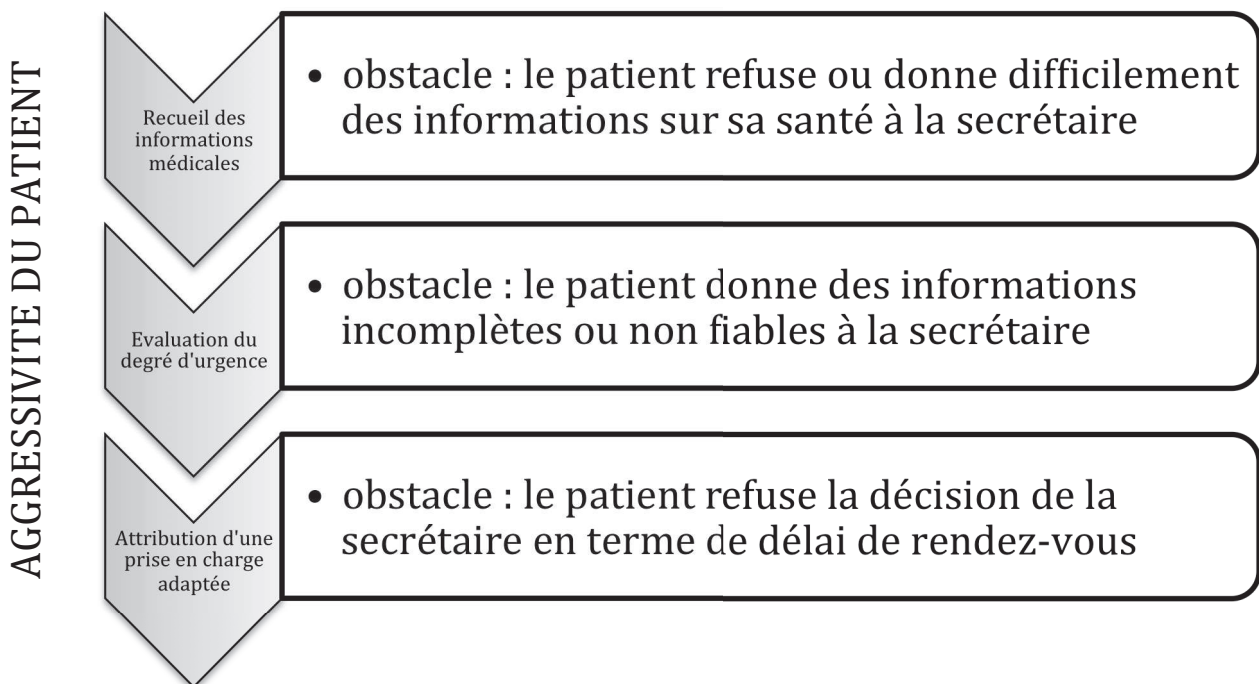 AGGRESSIVITE DU PATIENT
Recueil des
informations
médicales
• obstacle : le patient refuse ou donne difficilement
des informations sur sa santé à la secrétaire
Evaluation du
degré d'urgence
• obstacle : le patient donne des informations
incomplètes ou non fiables à la secrétaire
Attribution d'une
prise en charge
adaptée
• obstacle : le patient refuse la décision de la
secrétaire en terme de délai de rendez-vous